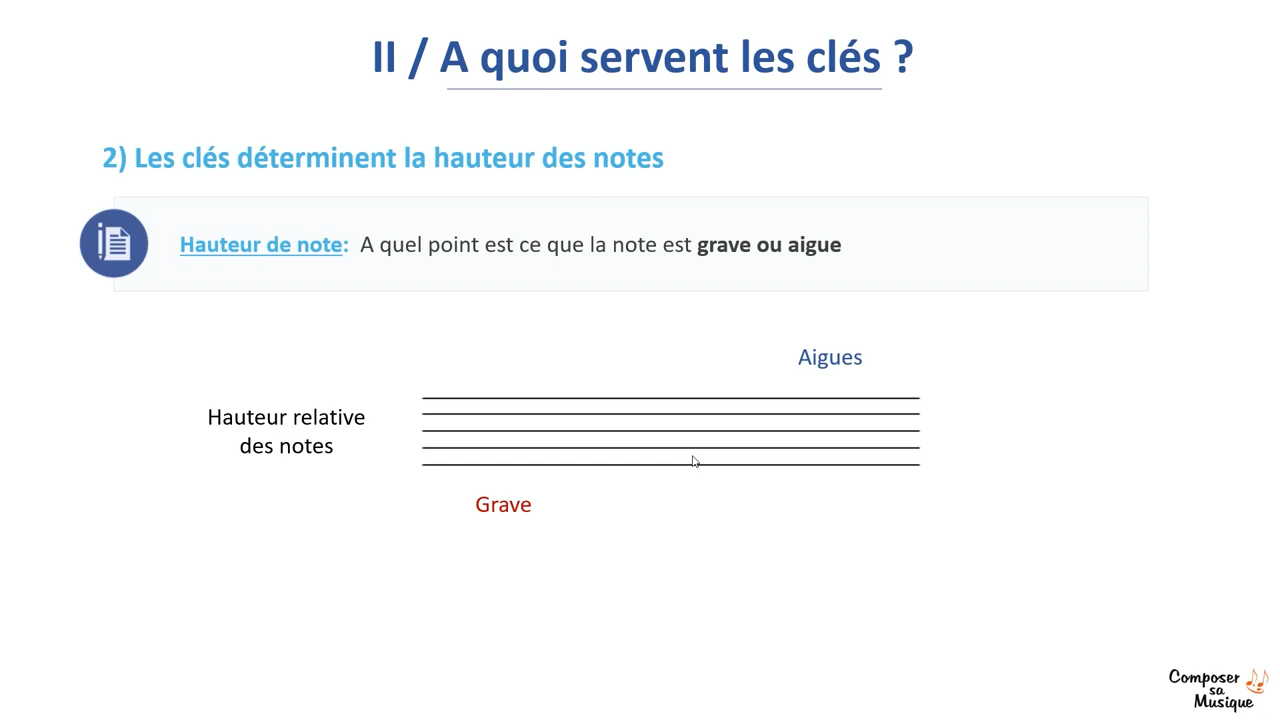 II / A quoi servent les clés ?
2) Les clés déterminent la hauteur des notes
Hauteur de note: A quel point est ce que la note est grave ou aigue
Aigues
Hauteur relative
des notes
Grave
Composer
sa
Musique